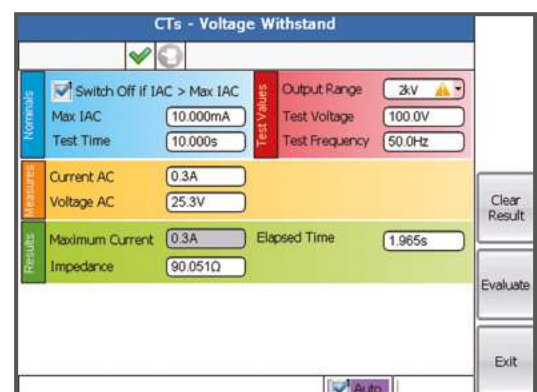 CTs - Voltage Withstand
Nominals
Switch Off if IAC > Max IAC
Max IAC 10.000mA
Test Time 10.000s
Test Values
Output Range 2kV
Test Voltage 100.0V
Test Frequency 50.0Hz
Measures
Current AC 0.3A
Voltage AC 25.3V
Results
Maximum Current 0.3A Elapsed Time 1.965s
Impedance 90.051Ω
Clear
Result
Evaluate
Exit
Auto